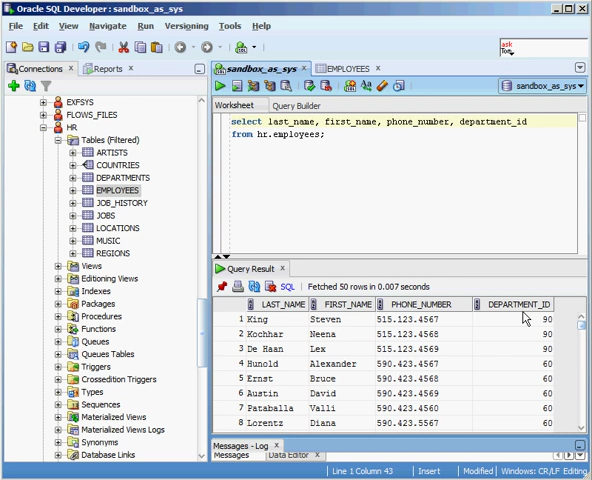 Oracle SQL Developer : sandbox_as_sys
File Edit View Navigate Run Versioning Tools Help
ask
Tom
Connections Reports
sandbox_as_sys EMPLOYEES
sandbox_as_sys
Worksheet Query Builder
select last_name, first_name, phone_number, department_id
from hr.employees;
EXFSYS
FLOWS_FILES
HR
Tables (Filtered)
ARTISTS
COUNTRIES
DEPARTMENTS
EMPLOYEES
JOB_HISTORY
JOBS
LOCATIONS
MUSIC
REGIONS
Views
Editioning Views
Indexes
Packages
Procedures
Functions
Queues
Queues Tables
Triggers
Crossedition Triggers
Types
Sequences
Materialized Views
Materialized Views Logs
Synonyms
Database Links
Query Result
SQL Fetched 50 rows in 0.007 seconds
LAST_NAME FIRST_NAME PHONE_NUMBER DEPARTMENT_ID
1 King Steven 515.123.4567 90
2 Kochhar Neena 515.123.4568 90
3 De Haan Lex 515.123.4569 90
4 Hunold Alexander 590.423.4567 60
5 Ernst Bruce 590.423.4568 60
6 Austin David 590.423.4569 60
7 Pataballa Valli 590.423.4560 60
8 Lorentz Diana 590.423.5567 60
Messages - Log
Messages Data Editor
Line 1 Column 43 Insert Modified Windows: CR/LF Editing